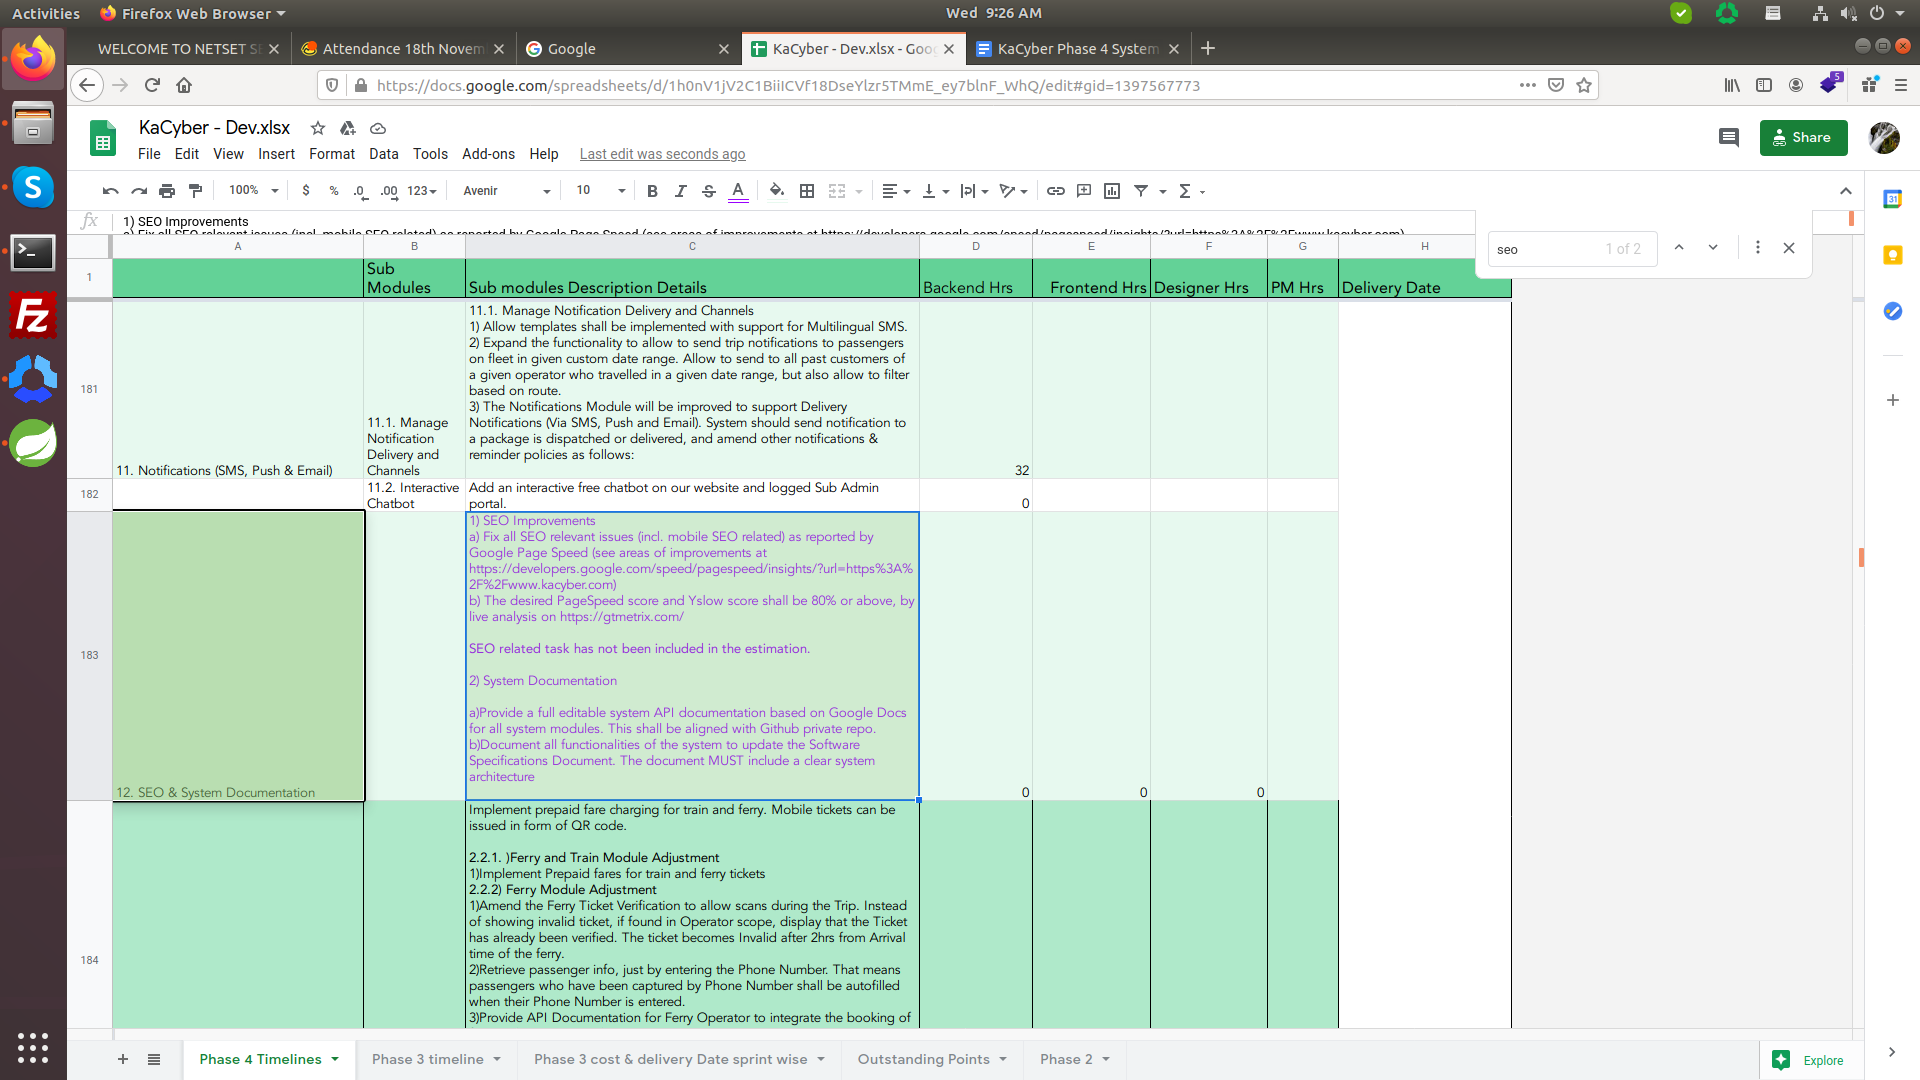 Activities
Firefox Web Browser
Wed 9:26 AM
WELCOME TO NETSET S
Attendance 18th Novem
Google
KaCyber - Dev.xlsx - Goo
KaCyber Phase 4 System
https://docs.google.com/spreadsheets/d/1h0nV1jV2C1BiiICVf18DseYlzr5TMmE_ey7blnF_WhQ/edit#gid=1397567773
5
KaCyber - Dev.xlsx
Share
File Edit View Insert Format Data Tools Add-ons Help Last edit was seconds ago
100% $ % .0 .00 123 Avenir 10 B I S A
31
fx
1) SEO Improvements
a) Fix all SEO relevant issues (incl. mobile SEO related) as reported by Google Page Speed (see areas of improvements at https://developers.google.com/speed/pagespeed/insights/?url=https%3A%2F%2Fwww.kacyber.com)
A B C D E F G H
seo 1 of 2
1
Sub Modules
Sub modules Description Details
Backend Hrs
Frontend Hrs
Designer Hrs
PM Hrs
Delivery Date
181
11. Notifications (SMS, Push & Email)
11.1. Manage
Notification
Delivery and
Channels
11.1. Manage Notification Delivery and Channels
1) Allow templates shall be implemented with support for Multilingual SMS.
2) Expand the functionality to allow to send trip notifications to passengers
on fleet in given custom date range. Allow to send to all past customers of
a given operator who travelled in a given date range, but also allow to filter
based on route.
3) The Notifications Module will be improved to support Delivery
Notifications (Via SMS, Push and Email). System should send notification to
a package is dispatched or delivered, and amend other notifications &
reminder policies as follows:
32
182
11.2. Interactive
Chatbot
Add an interactive free chatbot on our website and logged Sub Admin
portal.
0
183
12. SEO & System Documentation
1) SEO Improvements
a) Fix all SEO relevant issues (incl. mobile SEO related) as reported by
Google Page Speed (see areas of improvements at
https://developers.google.com/speed/pagespeed/insights/?url=https%3A%
2F%2Fwww.kacyber.com)
b) The desired PageSpeed score and Yslow score shall be 80% or above, by
live analysis on https://gtmetrix.com/
SEO related task has not been included in the estimation.
2) System Documentation
a)Provide a full editable system API documentation based on Google Docs
for all system modules. This shall be aligned with Github private repo.
b)Document all functionalities of the system to update the Software
Specifications Document. The document MUST include a clear system
architecture
0 0 0
184
Implement prepaid fare charging for train and ferry. Mobile tickets can be
issued in form of QR code.
2.2.1. )Ferry and Train Module Adjustment
1)Implement Prepaid fares for train and ferry tickets
2.2.2) Ferry Module Adjustment
1)Amend the Ferry Ticket Verification to allow scans during the Trip. Instead
of showing invalid ticket, if found in Operator scope, display that the Ticket
has already been verified. The ticket becomes Invalid after 2hrs from Arrival
time of the ferry.
2)Retrieve passenger info, just by entering the Phone Number. That means
passengers who have been captured by Phone Number shall be autofilled
when their Phone Number is entered.
3)Provide API Documentation for Ferry Operator to integrate the booking of
Phase 4 Timelines
Phase 3 timeline
Phase 3 cost & delivery Date sprint wise
Outstanding Points
Phase 2
Explore